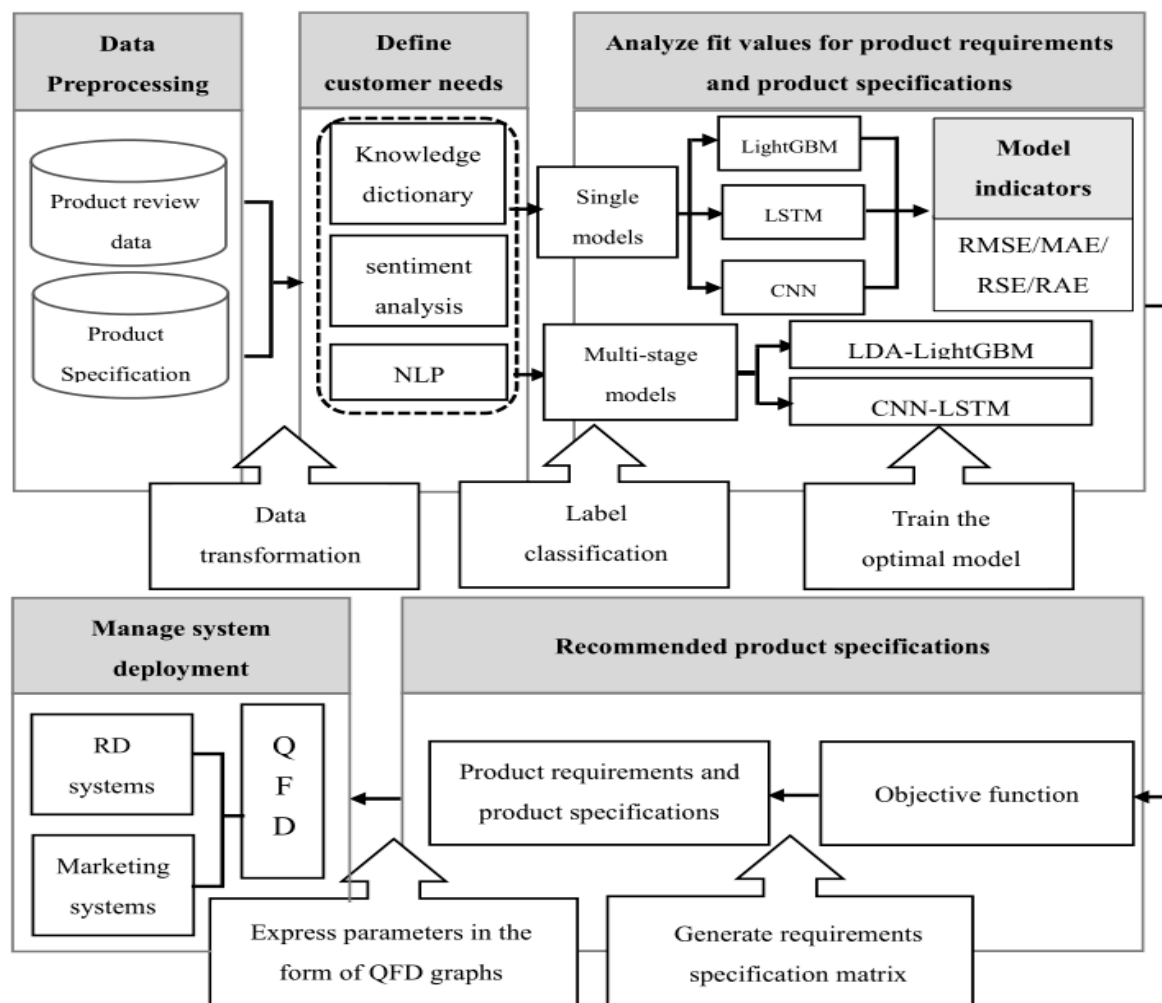 Data
Preprocessing
Define
customer needs
Analyze fit values for product requirements
and product specifications
Product review
data
Product
Specification
Knowledge
dictionary
sentiment
analysis
NLP
Single
models
Multi-stage
models
LightGBM
LSTM
CNN
Model
indicators
RMSE/MAE/
RSE/RAE
LDA-LightGBM
CNN-LSTM
Data
transformation
Label
classification
Train the
optimal model
Manage system
deployment
Recommended product specifications
RD
systems
Marketing
systems
Q
F
D
Product requirements and
product specifications
Objective function
Express parameters in the
form of QFD graphs
Generate requirements
specification matrix